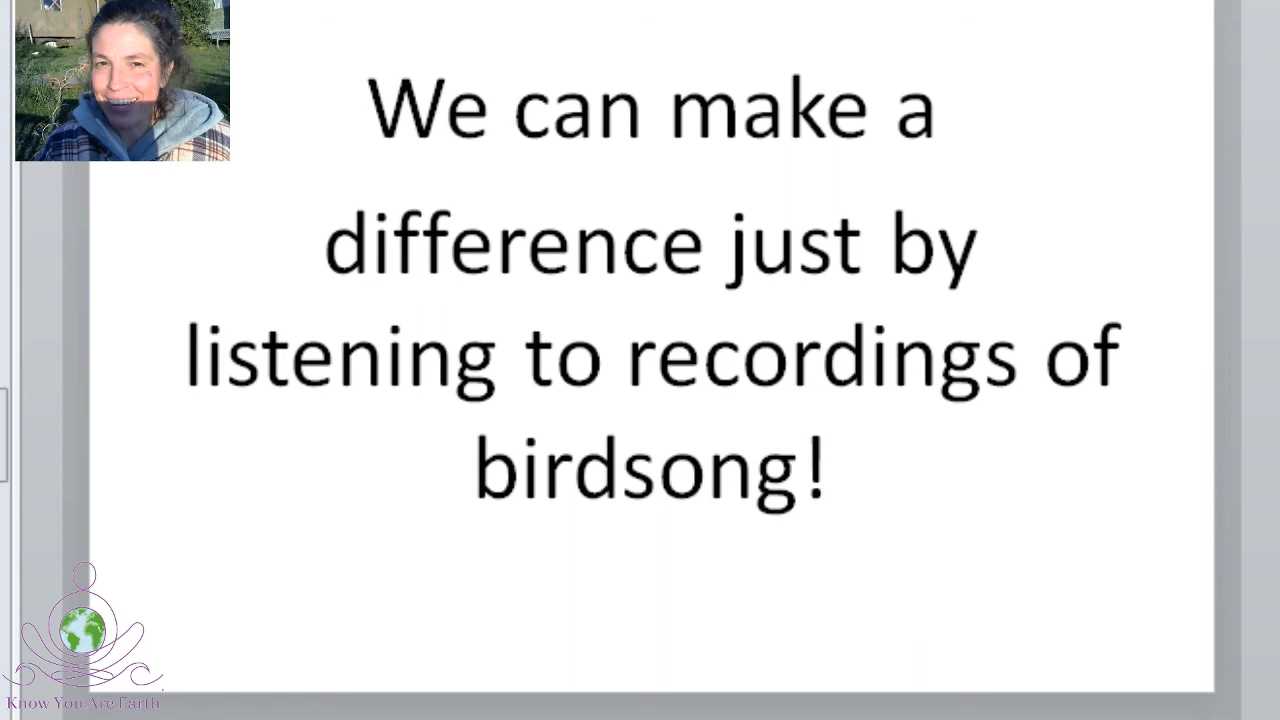 We can make a
difference just by
listening to recordings of
birdsong!
Know You Are Earth